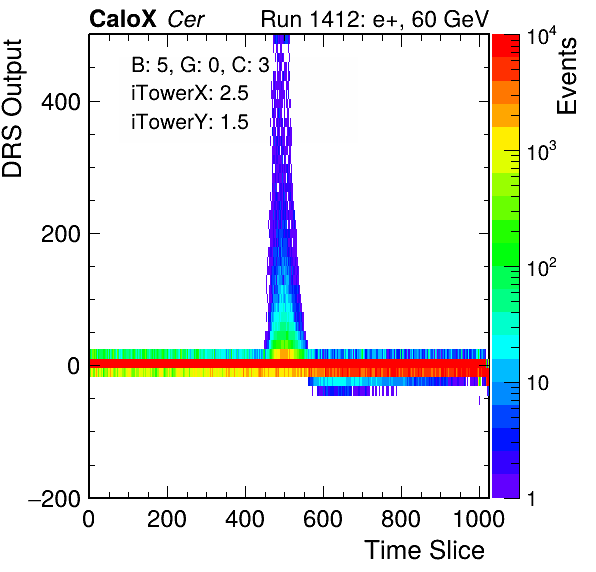 CaloX Cer Run 1412: e+, 60 GeV
B: 5, G: 0, C: 3
iTowerX: 2.5
iTowerY: 1.5
DRS Output
400
200
0
−200
0 200 400 600 800 1000
Time Slice
Events
10^4
10^3
10^2
10
1